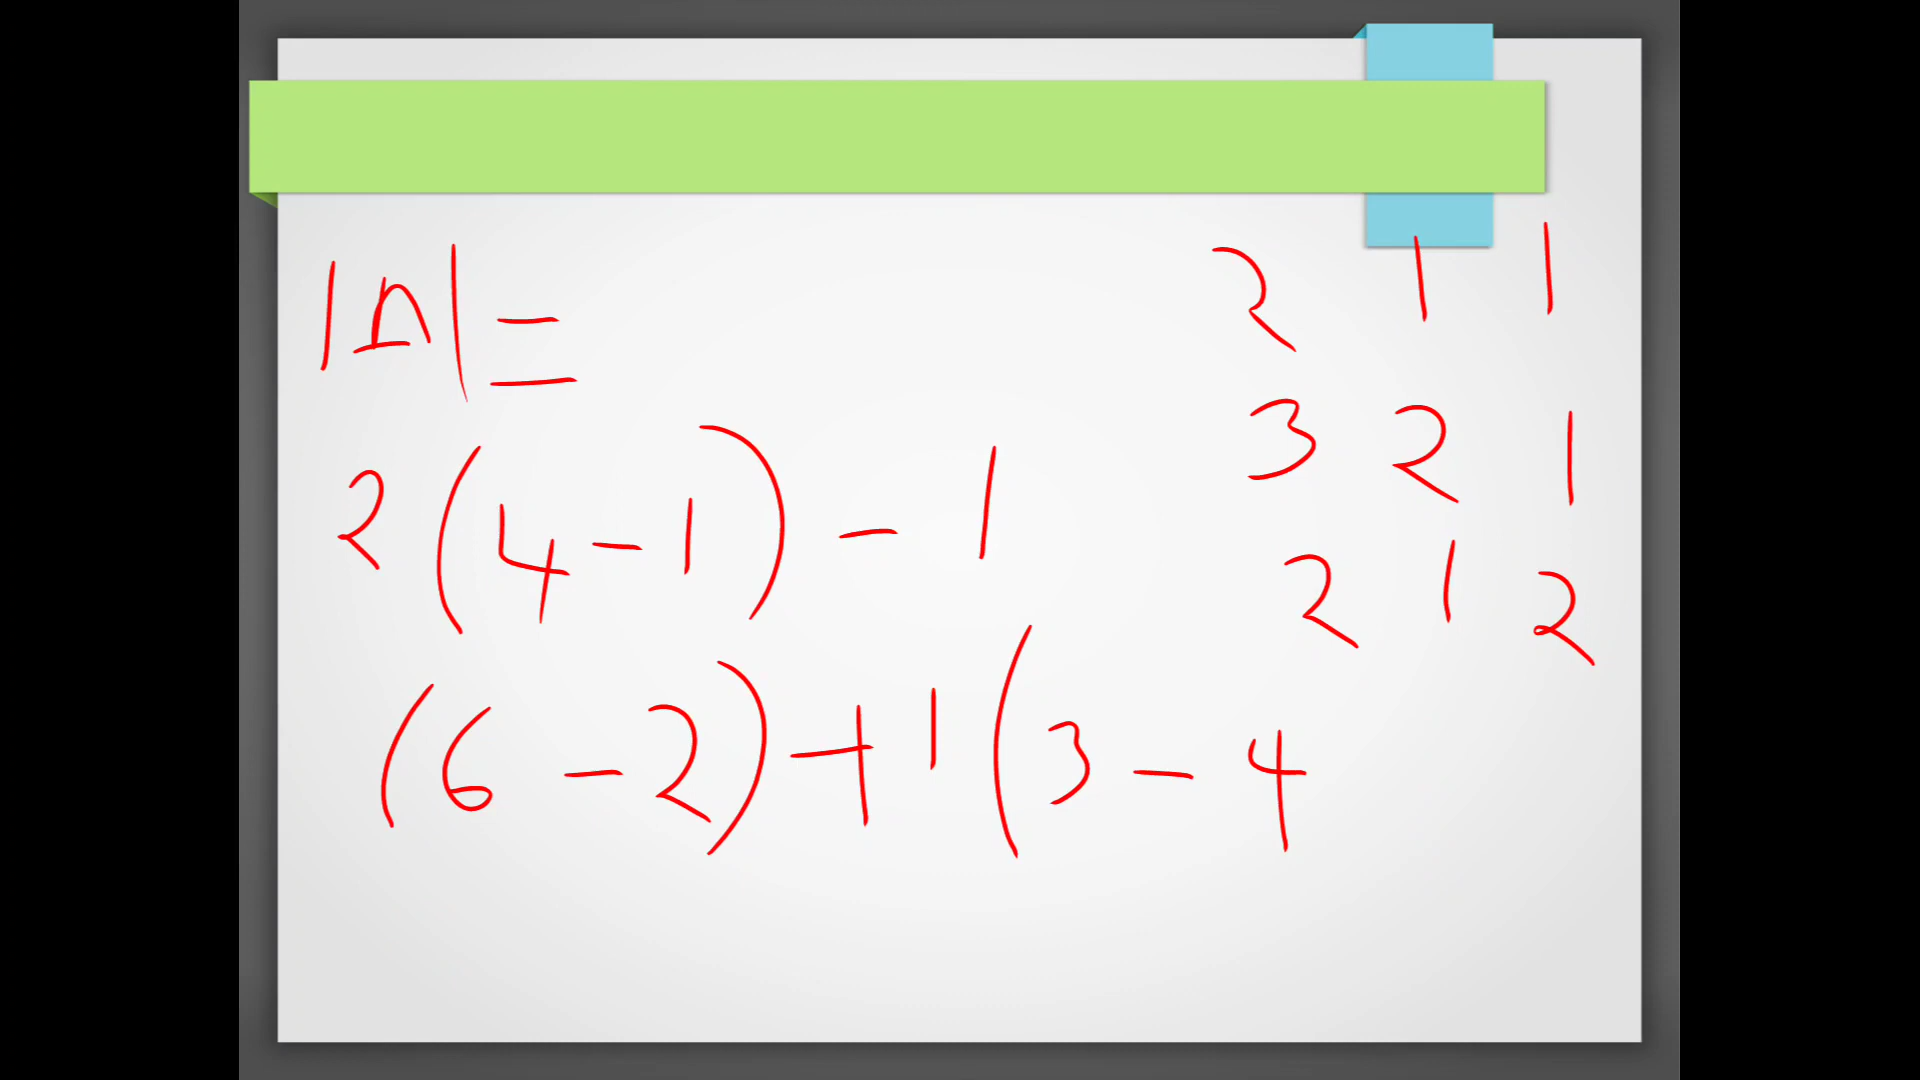 |A|=
2 1 1
3 2 1
2 1 2
2 (4-1) - 1
(6-2) + 1 (3-4